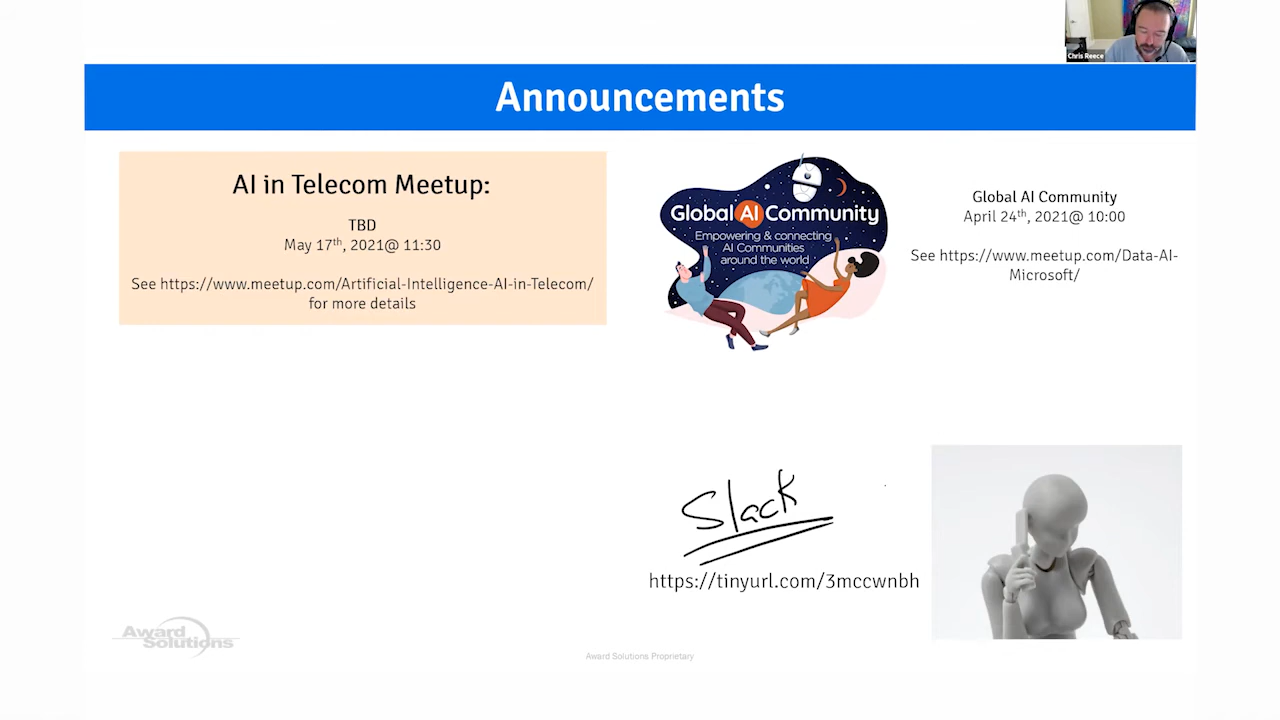 Chris Reece
Announcements
AI in Telecom Meetup:
TBD
May 17th, 2021@ 11:30
See https://www.meetup.com/Artificial-Intelligence-AI-in-Telecom/
for more details
Global AI Community
Empowering & connecting
AI Communities
around the world
Global AI Community
April 24th, 2021@ 10:00
See https://www.meetup.com/Data-AI-
Microsoft/
Slack
https://tinyurl.com/3mccwnbh
Award
Solutions
Award Solutions Proprietary